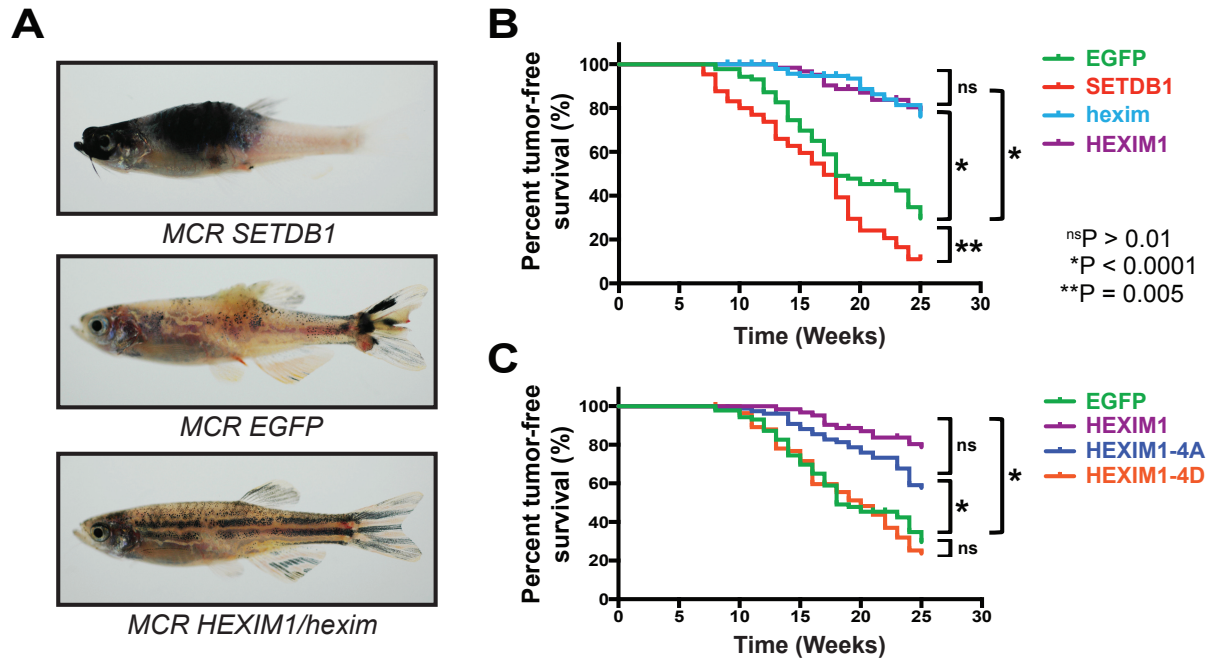 A
MCR SETDB1
MCR EGFP
MCR HEXIM1/hexim
B
Percent tumor-free
survival (%)
100
80
60
40
20
0
0 5 10 15 20 25 30
Time (Weeks)
ns
*
*
**
EGFP
SETDB1
hexim
HEXIM1
nsP > 0.01
*P < 0.0001
**P = 0.005
C
Percent tumor-free
survival (%)
100
80
60
40
20
0
0 5 10 15 20 25 30
Time (Weeks)
ns
*
*
ns
EGFP
HEXIM1
HEXIM1-4A
HEXIM1-4D